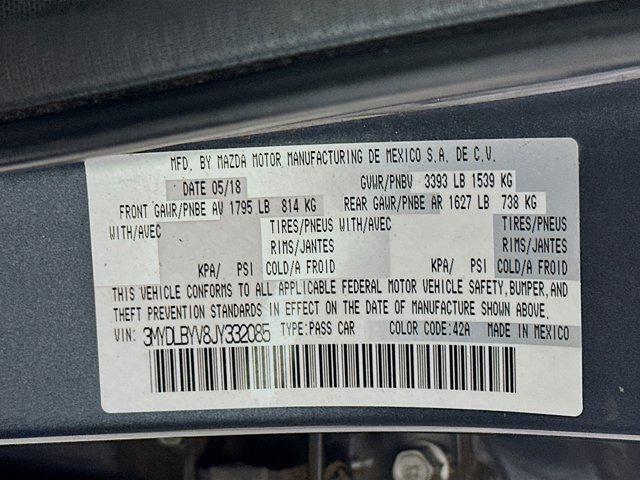 MFD. BY MAZDA MOTOR MANUFACTURING DE MEXICO S.A. DE C.V.
DATE 05/18 GVWR/PNBV 3393 LB 1539 KG
FRONT GAWR/PNBE AV 1795 LB 814 KG REAR GAWR/PNBE AR 1627 LB 738 KG
WITH/AVEC TIRES/PNEUS WITH/AVEC TIRES/PNEUS
RIMS/JANTES RIMS/JANTES
KPA/ PSI COLD/A FROID KPA/ PSI COLD/A FROID
THIS VEHICLE CONFORMS TO ALL APPLICABLE FEDERAL MOTOR VEHICLE SAFETY, BUMPER, AND
THEFT PREVENTION STANDARDS IN EFFECT ON THE DATE OF MANUFACTURE SHOWN ABOVE.
VIN: 3MYDLBYV8JY332085 TYPE:PASS CAR COLOR CODE:42A MADE IN MEXICO